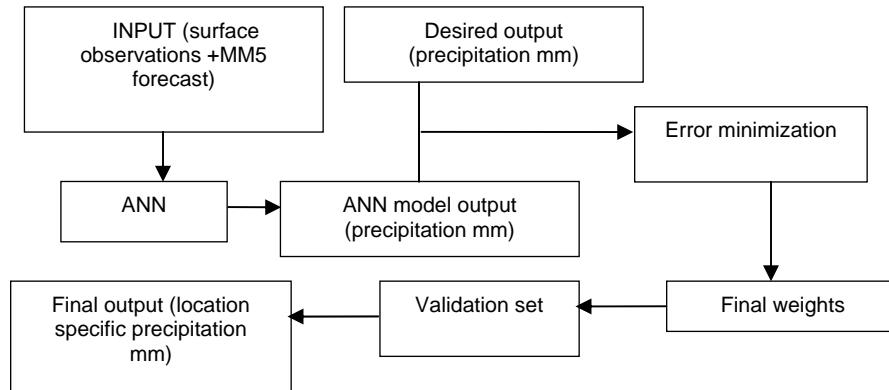 INPUT (surface
observations +MM5
forecast)
Desired output
(precipitation mm)
Error minimization
ANN
ANN model output
(precipitation mm)
Final output (location
specific precipitation
mm)
Validation set
Final weights